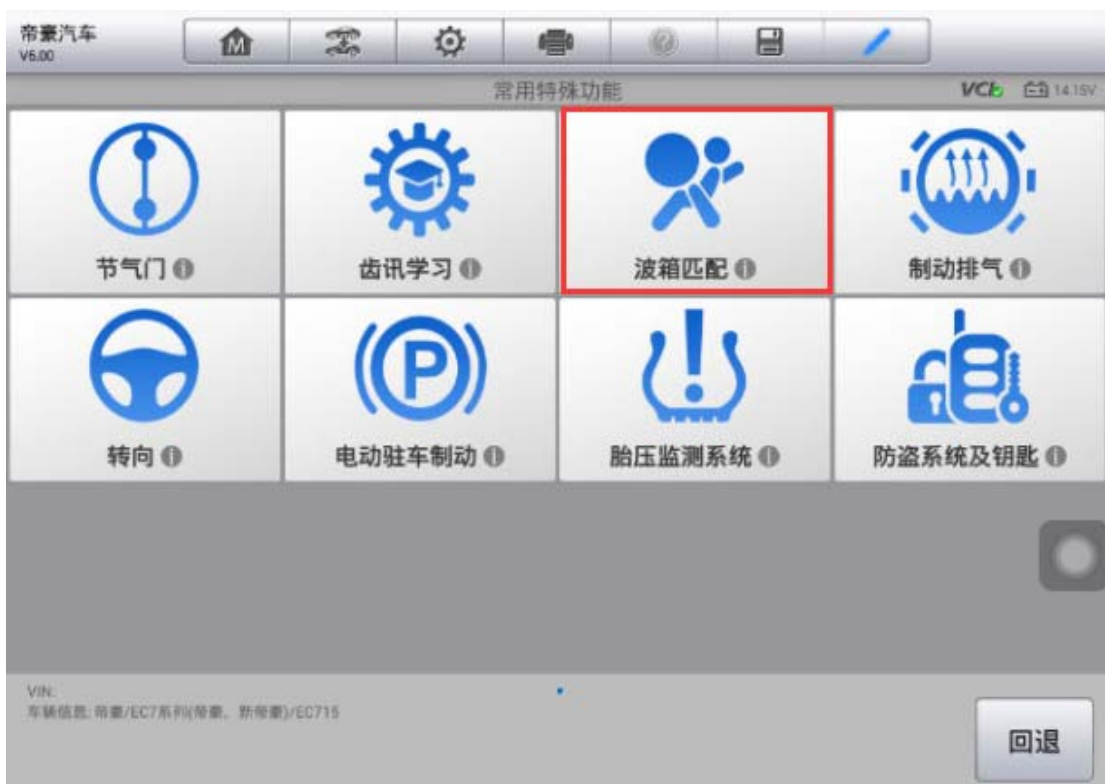 帝豪汽车
V6.00
M
常用特殊功能
VCI 14.15V
节气门
齿讯学习
波箱匹配
制动排气
P
转向
电动驻车制动
胎压监测系统
防盗系统及钥匙
VIN:
车辆信息: 帝豪/EC7系列(帝豪、新帝豪)/EC715
回退